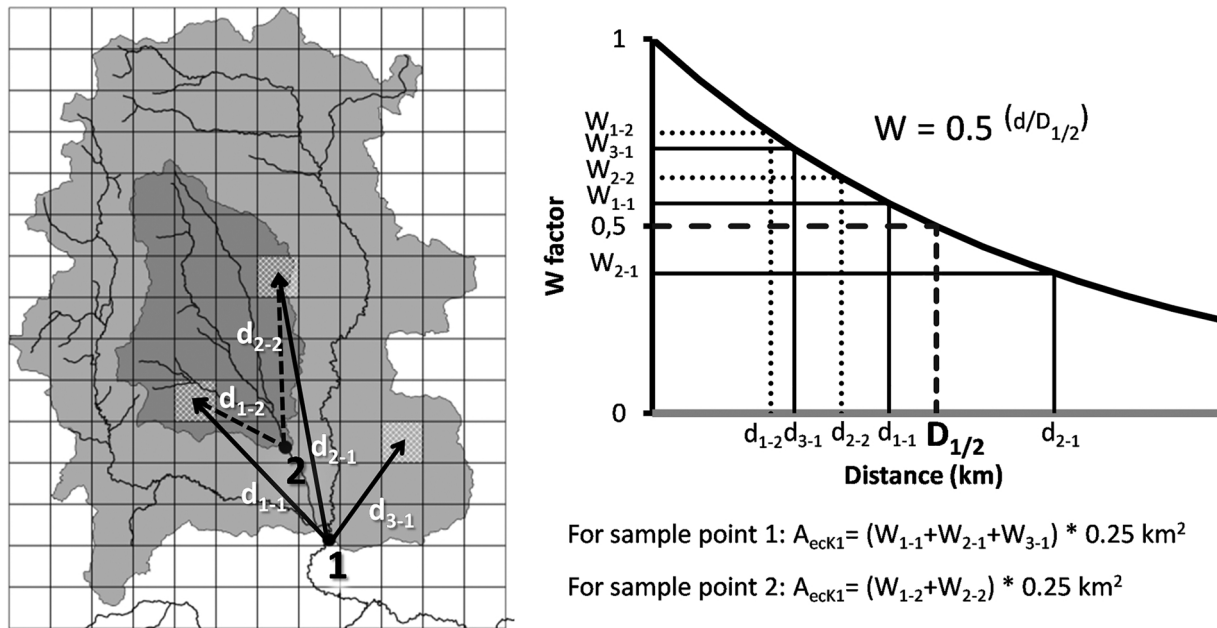 d₂₋₂
d₁₋₂
2
d₂₋₁
d₁₋₁
d₃₋₁
1
1
W₁₋₂
W₃₋₁
W₂₋₂
W₁₋₁
0,5
W₂₋₁
0
W factor
W = 0.5 ^(d/D₁/₂)
d₁₋₂ d₃₋₁ d₂₋₂ d₁₋₁ D₁/₂ d₂₋₁
Distance (km)
For sample point 1: AₑcK₁= (W₁₋₁+W₂₋₁+W₃₋₁) * 0.25 km²
For sample point 2: AₑcK₁= (W₁₋₂+W₂₋₂) * 0.25 km²